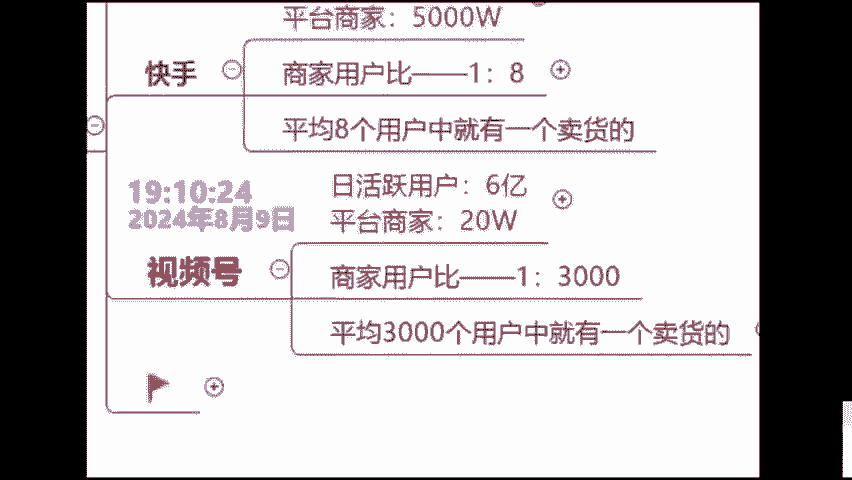 平台商家：5000W
快手
商家用户比——1：8
平均8个用户中就有一个卖货的
19:10:24
2024年8月9日
日活跃用户：6亿
平台商家：20W
视频号
商家用户比——1：3000
平均3000个用户中就有一个卖货的